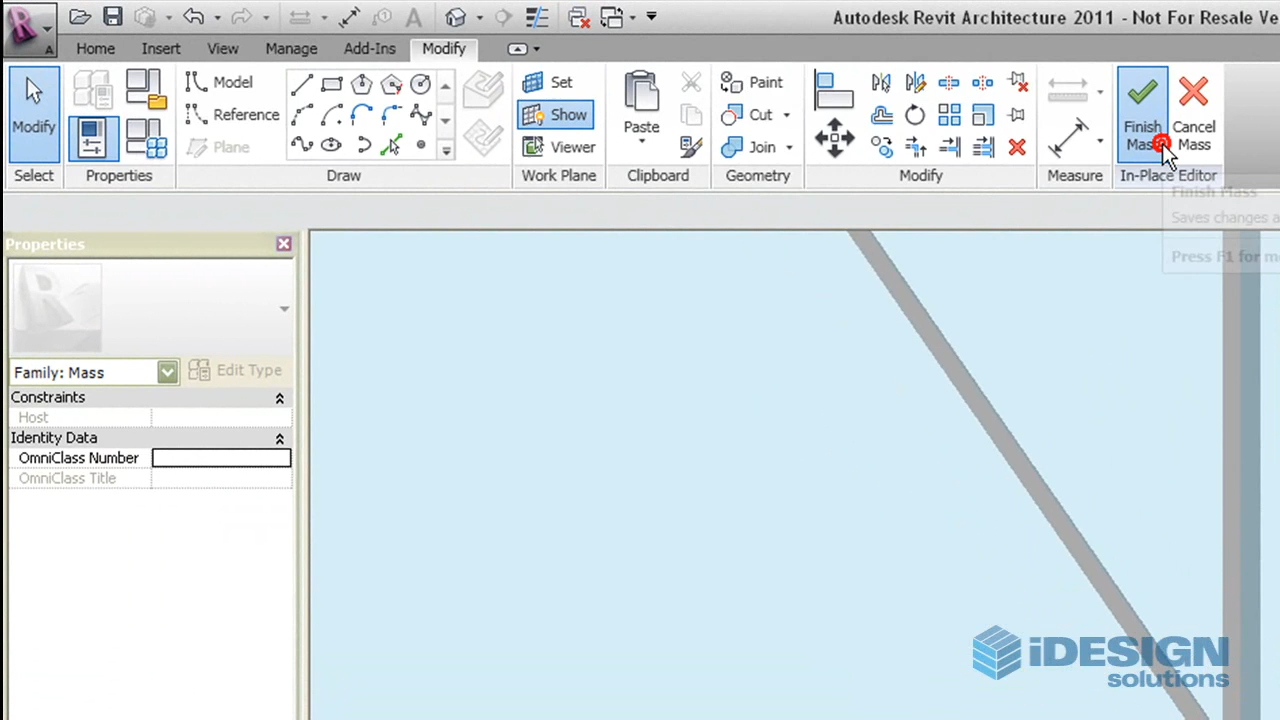 Autodesk Revit Architecture 2011 - Not For Resale Ve
Home Insert View Manage Add-Ins Modify
Modify
Select
Properties
Model
Reference
Plane
Draw
Set
Show
Viewer
Work Plane
Paste
Clipboard
Paint
Cut
Join
Geometry
Modify
Measure
Finish
Cancel
Mass
In-Place Editor
Finish Mass
Saves changes a
Press F1 for m
Properties
Family: Mass
Edit Type
Constraints
Host
Identity Data
OmniClass Number
OmniClass Title
iDESIGN
solutions